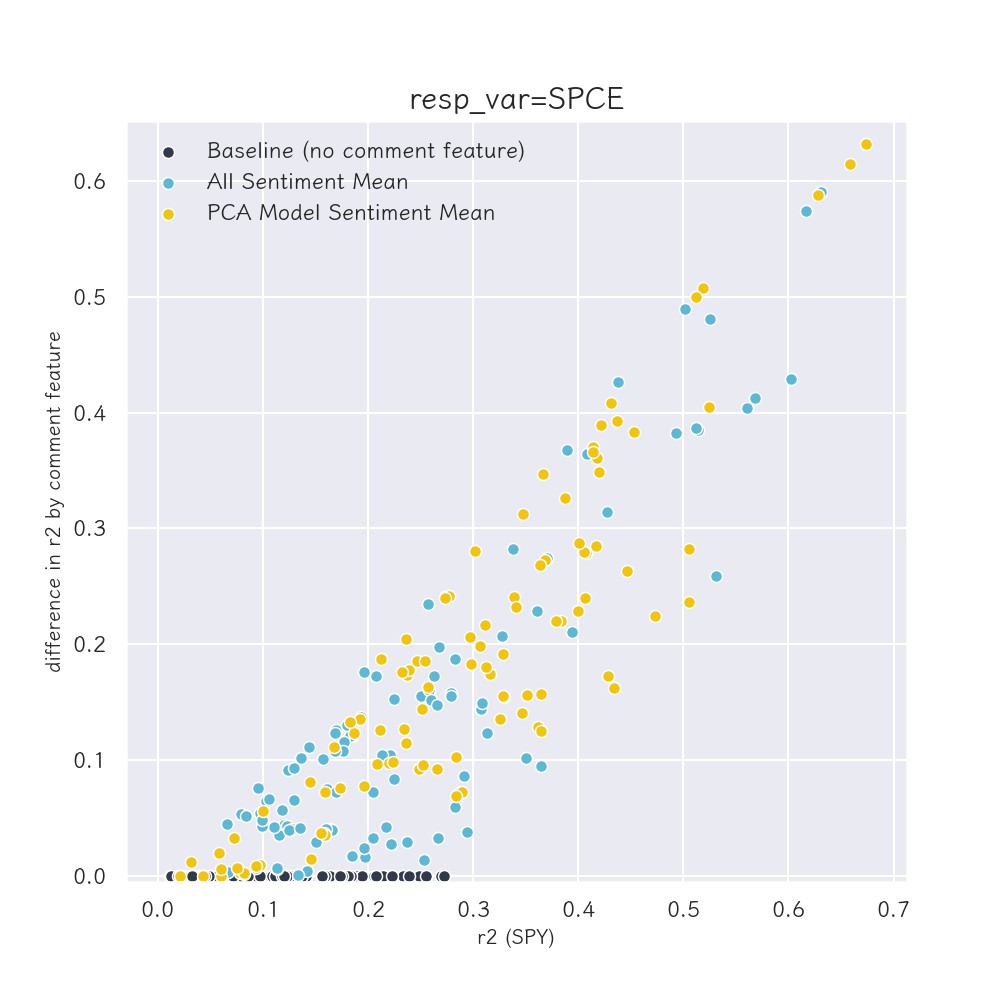 resp_var=SPCE
Baseline (no comment feature)
All Sentiment Mean
PCA Model Sentiment Mean
difference in r2 by comment feature
0.6
0.5
0.4
0.3
0.2
0.1
0.0
0.0 0.1 0.2 0.3 0.4 0.5 0.6 0.7
r2 (SPY)